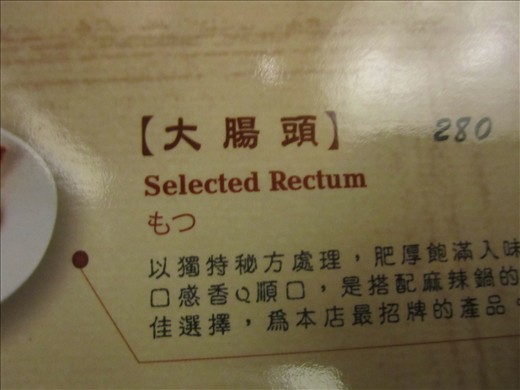 【大腸頭】 280
Selected Rectum
もつ
以獨特秘方處理，肥厚飽滿入味
口感香Q順口，是搭配麻辣鍋的
佳選擇，為本店最招牌的產品。